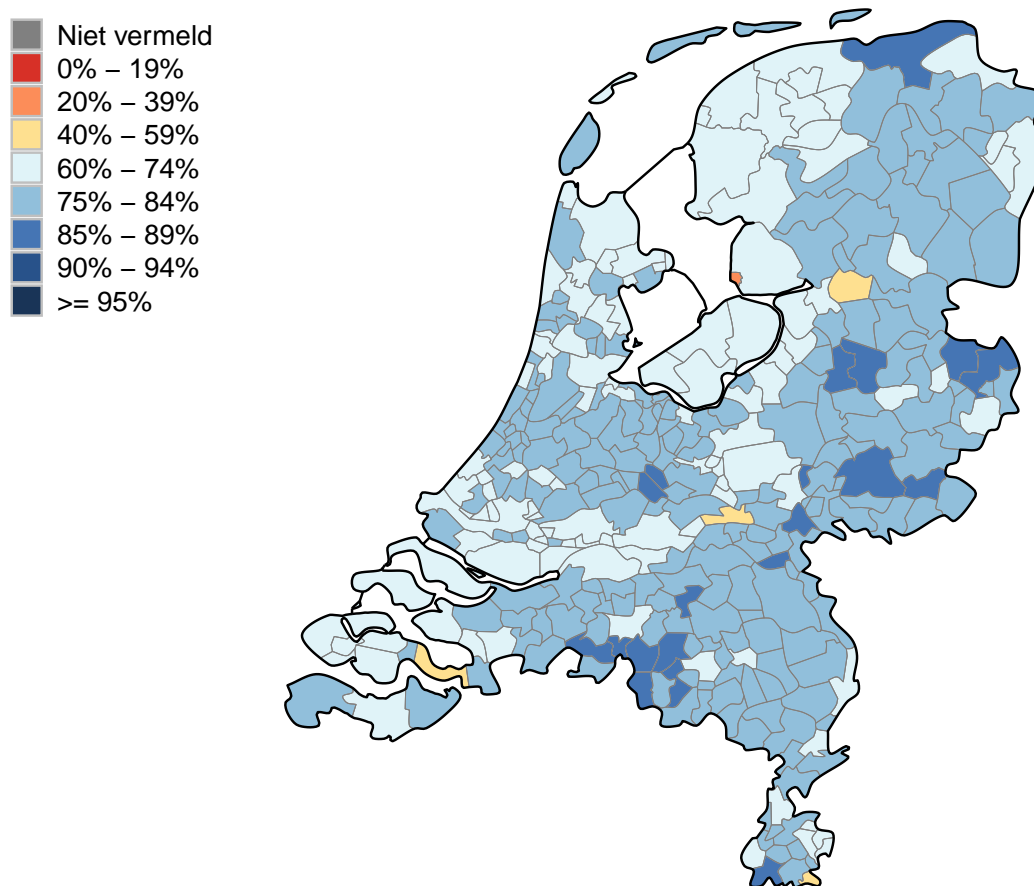 Niet vermeld
0% – 19%
20% – 39%
40% – 59%
60% – 74%
75% – 84%
85% – 89%
90% – 94%
>= 95%